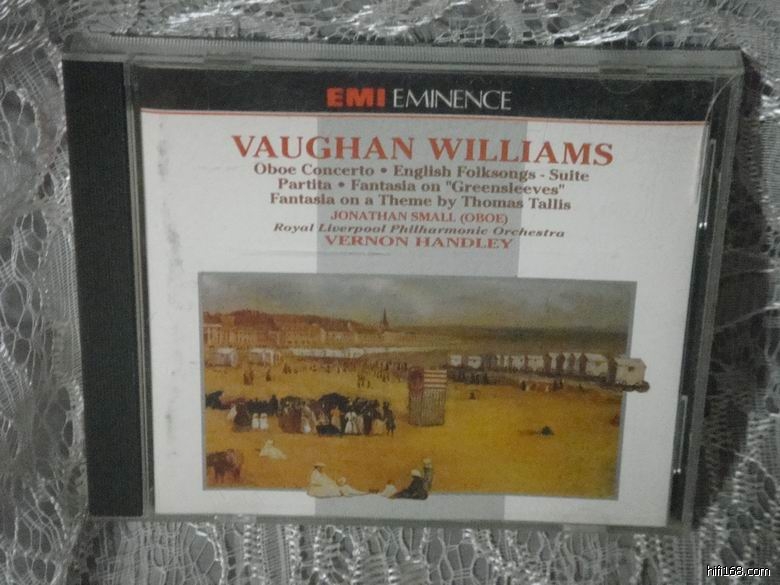 EMI EMINENCE
VAUGHAN WILLIAMS
Oboe Concerto • English Folksongs - Suite
Partita • Fantasia on "Greensleeves"
Fantasia on a Theme by Thomas Tallis
JONATHAN SMALL (OBOE)
Royal Liverpool Philharmonic Orchestra
VERNON HANDLEY
hifi168.com